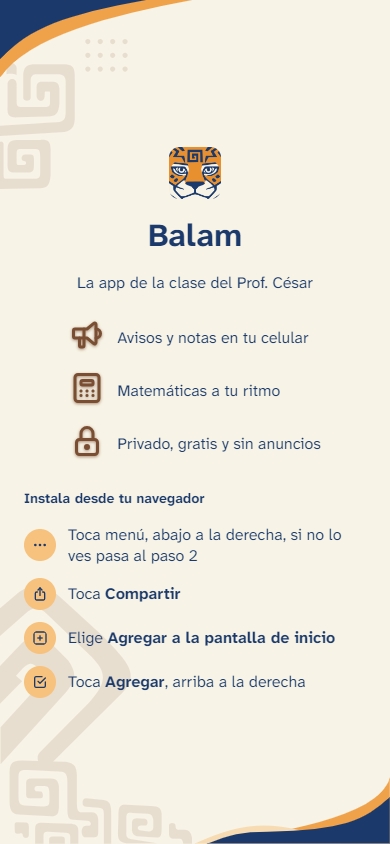 Balam
La app de la clase del Prof. César
Avisos y notas en tu celular
Matemáticas a tu ritmo
Privado, gratis y sin anuncios
Instala desde tu navegador
Toca menú, abajo a la derecha, si no lo
ves pasa al paso 2
Toca Compartir
Elige Agregar a la pantalla de inicio
Toca Agregar, arriba a la derecha